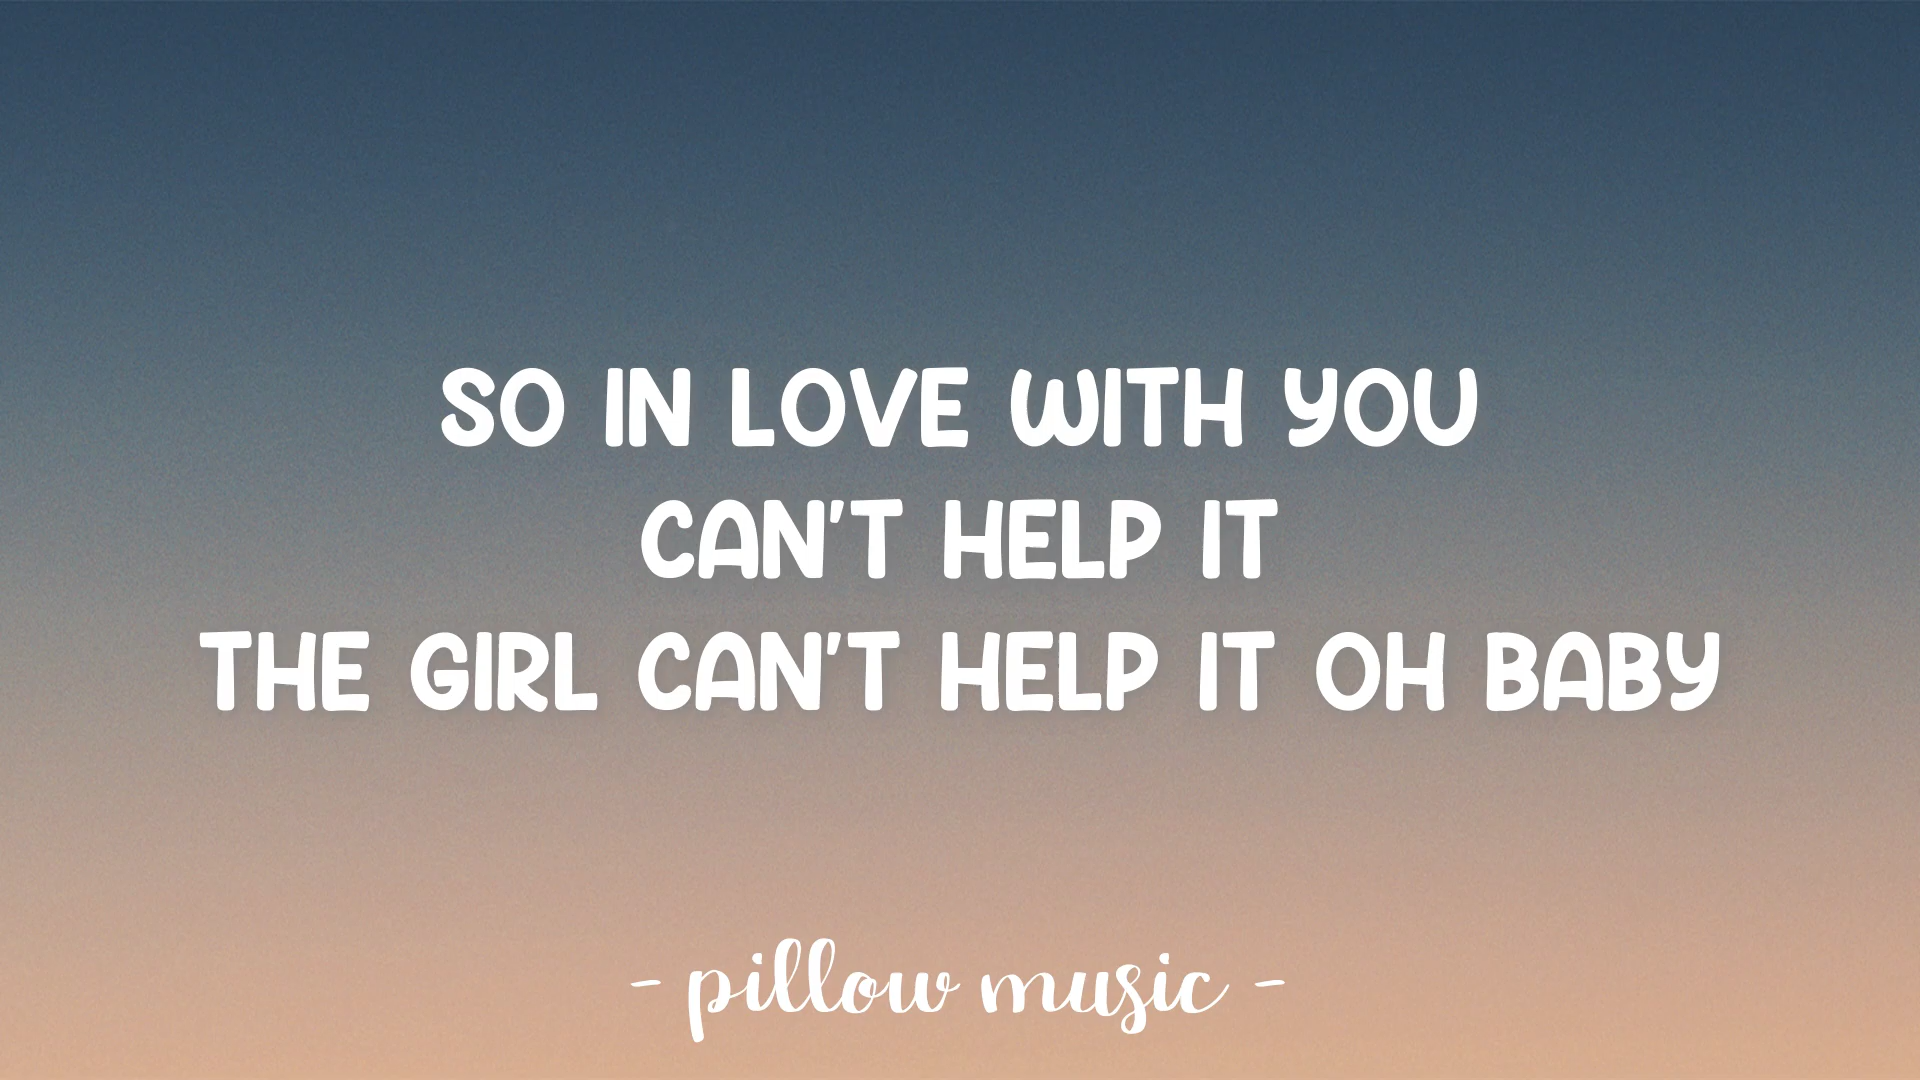 SO IN LOVE WITH YOU
CAN'T HELP IT
THE GIRL CAN'T HELP IT OH BABY
- pillow music -